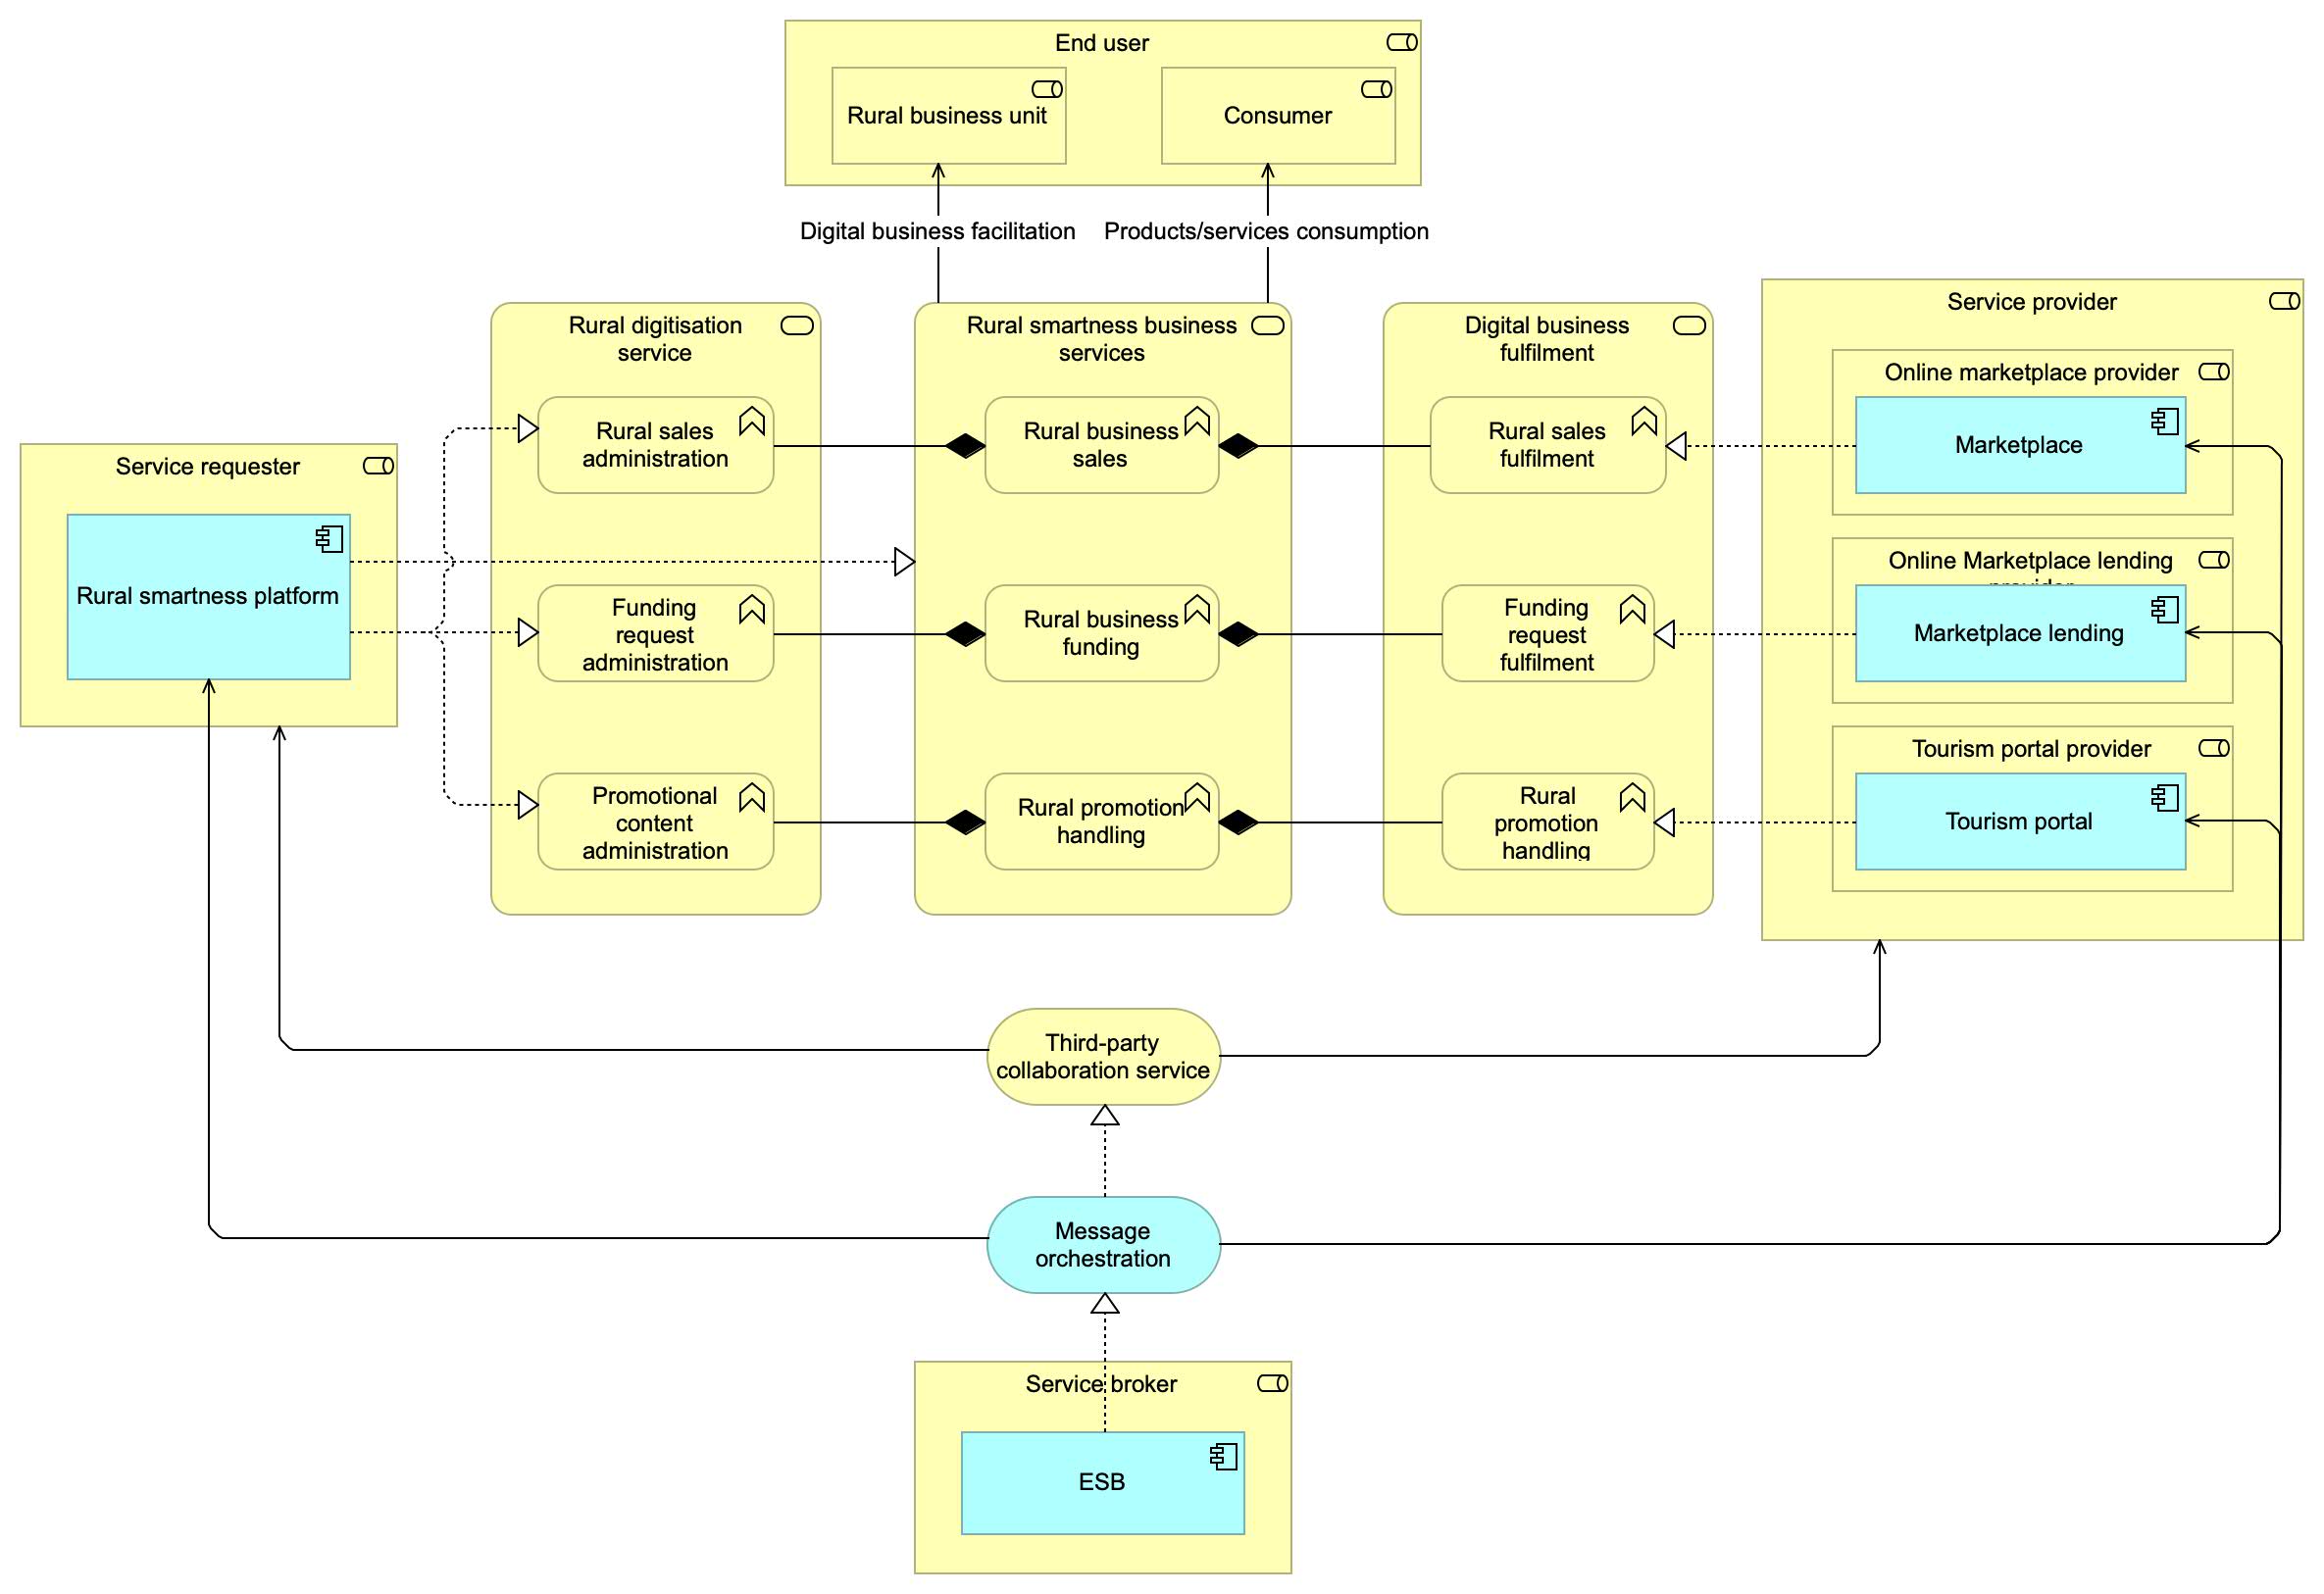 End user
Rural business unit
Consumer
Digital business facilitation
Products/services consumption
Rural digitisation
service
Rural smartness business
services
Digital business
fulfilment
Service provider
Online marketplace provider
Marketplace
Rural sales
administration
Rural business
sales
Rural sales
fulfilment
Service requester
Rural smartness platform
Online Marketplace lending
Marketplace lending
Funding
request
administration
Rural business
funding
Funding
request
fulfilment
Tourism portal provider
Tourism portal
Promotional
content
administration
Rural promotion
handling
Rural
promotion
handling
Third-party
collaboration service
Message
orchestration
Service broker
ESB